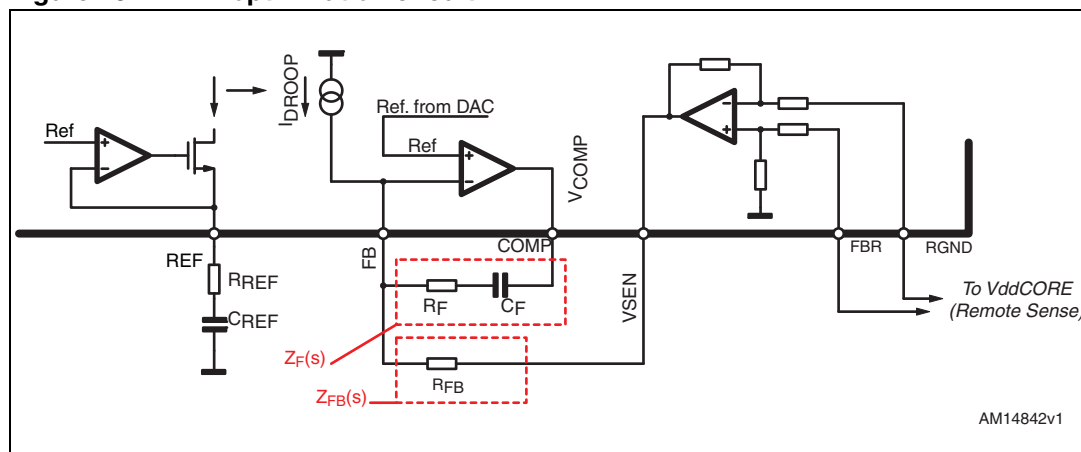 IDROOP
Ref. from DAC
Ref
Ref
VCOMP
REF
FB
COMP
VSEN
FBR
RGND
RREF
CREF
RF
CF
To VddCORE
(Remote Sense)
ZF(s)
RFB
ZFB(s)
AM14842v1